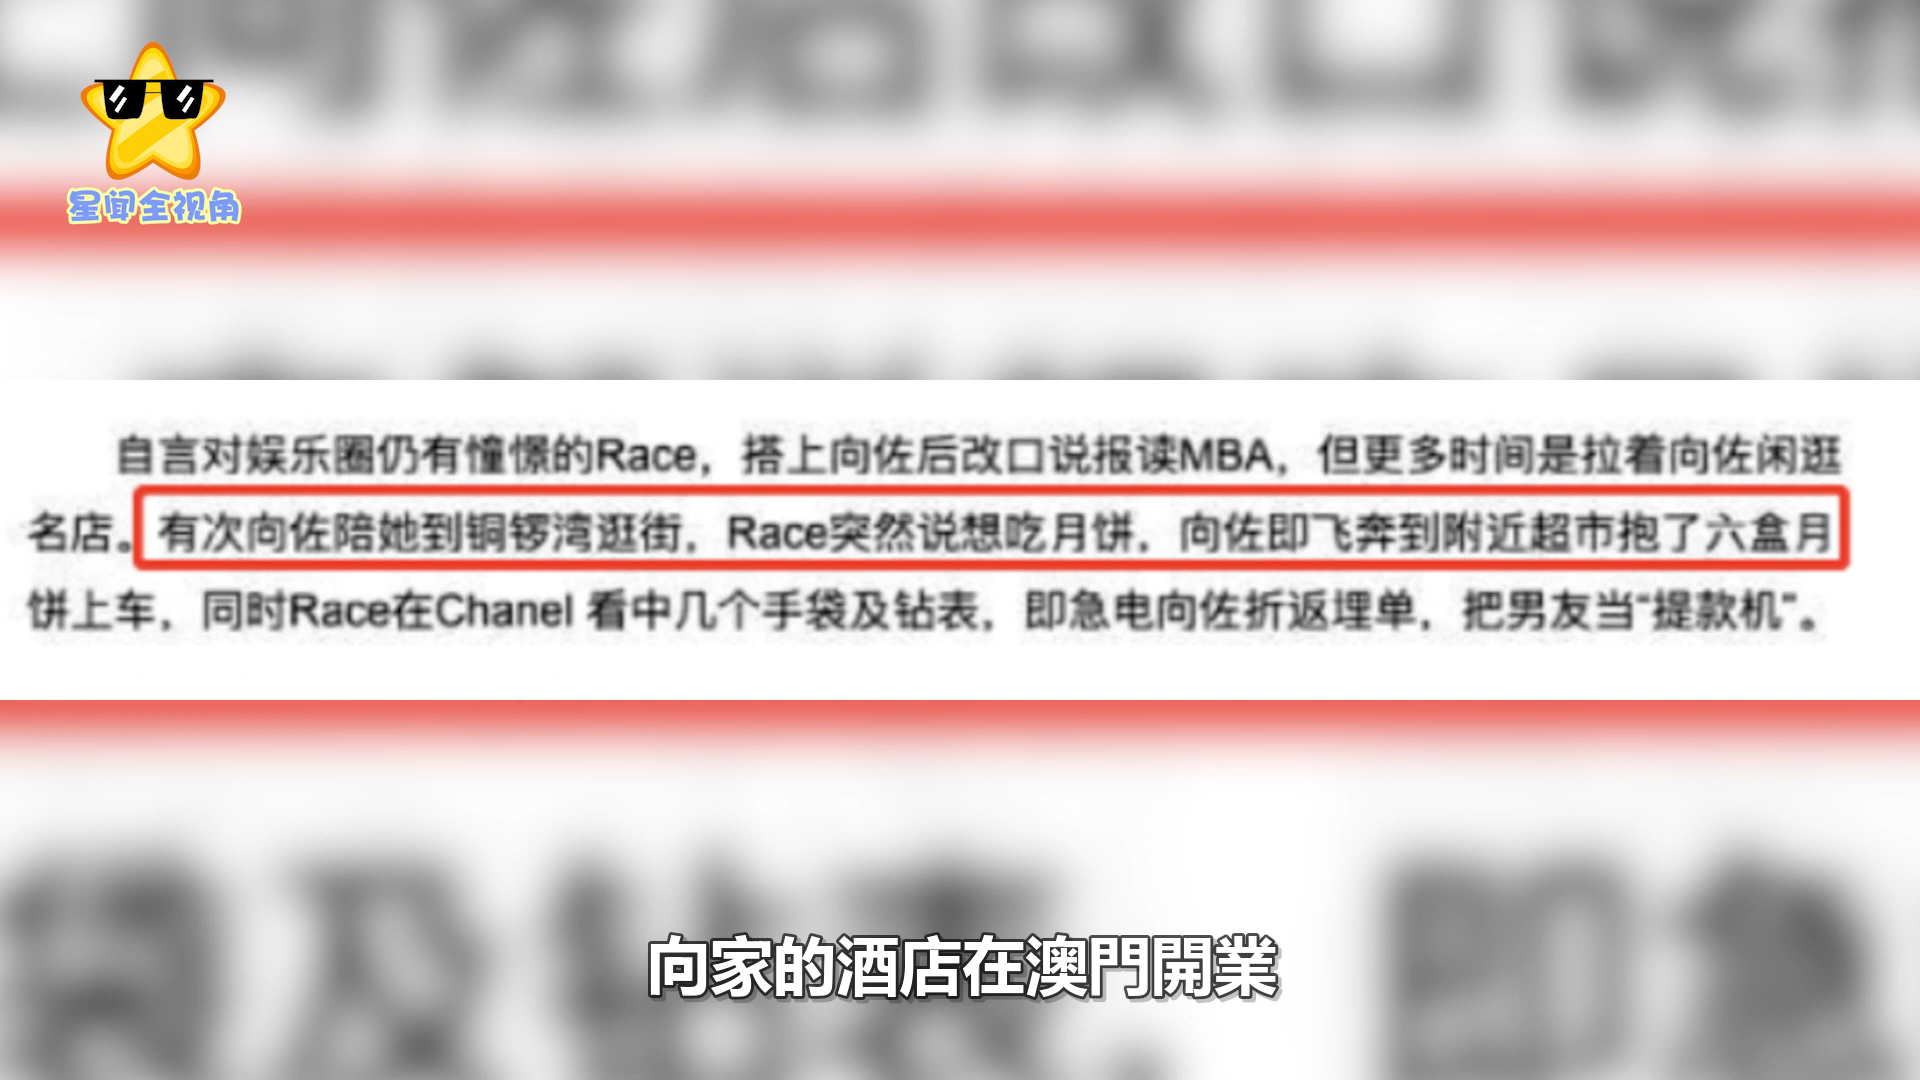 星闻全视角
自言对娱乐圈仍有憧憬的Race，搭上向佐后改口说报读MBA，但更多时间是拉着向佐闲逛
名店。有次向佐陪她到铜锣湾逛街，Race突然说想吃月饼，向佐即飞奔到附近超市抱了六盒月
饼上车，同时Race在Chanel 看中几个手袋及钻表，即急电向佐折返埋单，把男友当“提款机”。
向家的酒店在澳門開業